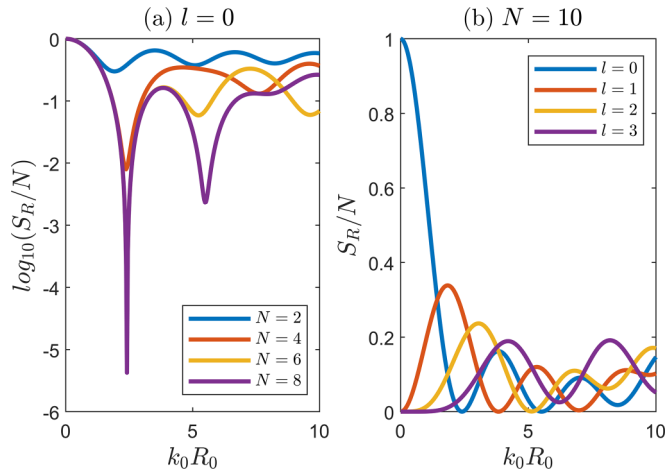 (a) l = 0
log10(SR/N)
0
-1
-2
-3
-4
-5
-6
N = 2
N = 4
N = 6
N = 8
0
5
10
k0R0
(b) N = 10
SR/N
1
0.8
0.6
0.4
0.2
0
l = 0
l = 1
l = 2
l = 3
0
5
10
k0R0